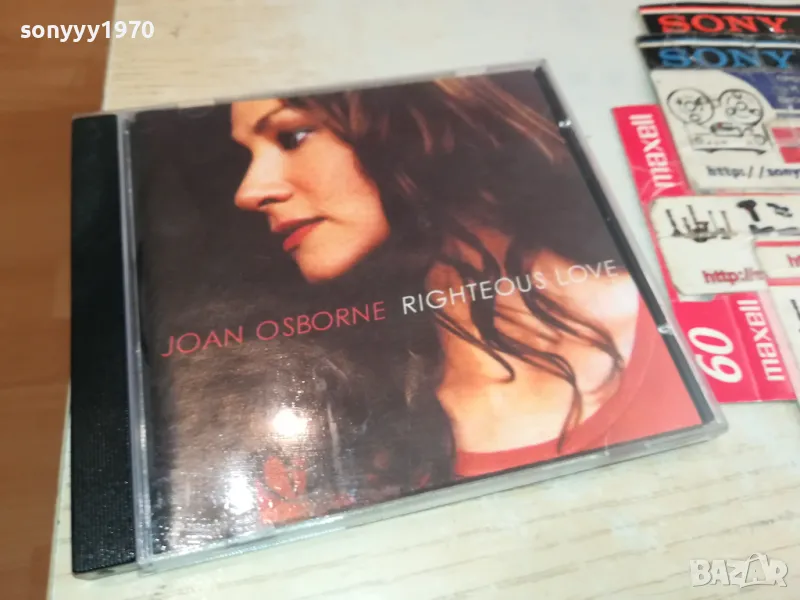 sonyyy1970
JOAN OSBORNE RIGHTEOUS LOVE
SONY
SONY
maxell
http://sony
http://
60
maxell
BAZAR